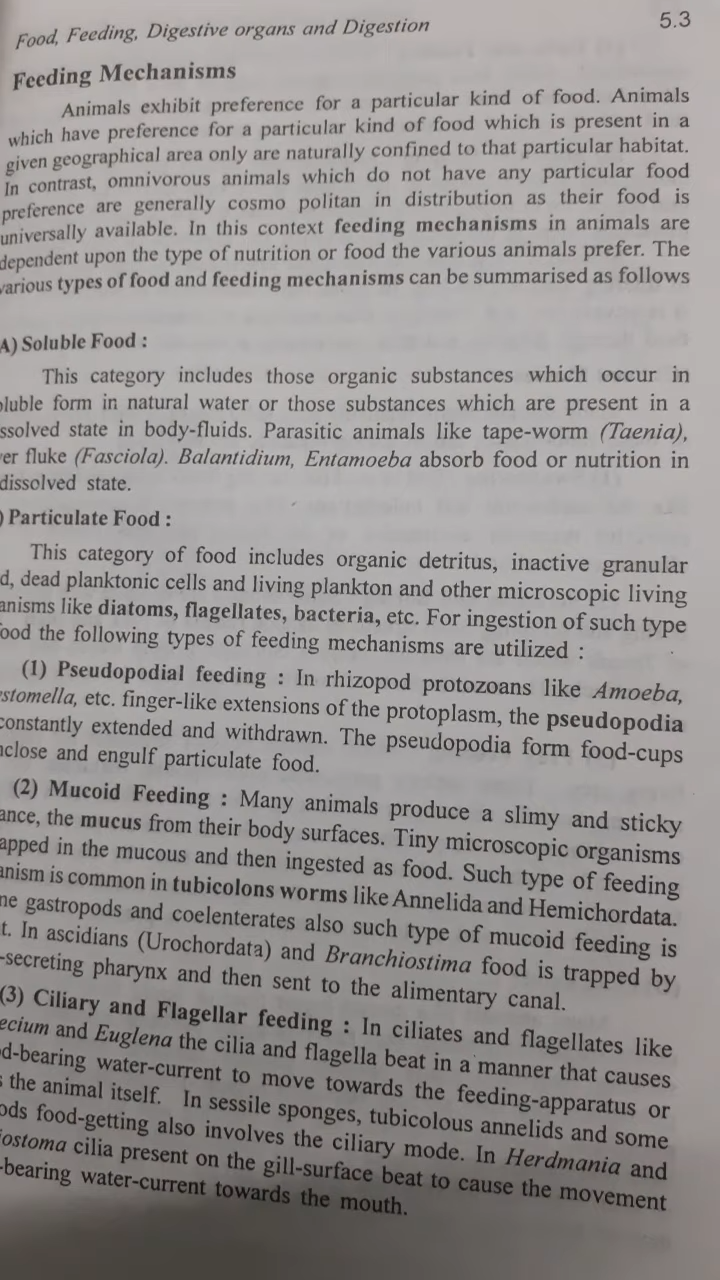 Food, Feeding, Digestive organs and Digestion 5.3
Feeding Mechanisms
Animals exhibit preference for a particular kind of food. Animals
which have preference for a particular kind of food which is present in a
given geographical area only are naturally confined to that particular habitat.
In contrast, omnivorous animals which do not have any particular food
preference are generally cosmo politan in distribution as their food is
universally available. In this context feeding mechanisms in animals are
dependent upon the type of nutrition or food the various animals prefer. The
various types of food and feeding mechanisms can be summarised as follows
A) Soluble Food :
This category includes those organic substances which occur in
oluble form in natural water or those substances which are present in a
ssolved state in body-fluids. Parasitic animals like tape-worm (Taenia),
er fluke (Fasciola). Balantidium, Entamoeba absorb food or nutrition in
dissolved state.
) Particulate Food :
This category of food includes organic detritus, inactive granular
d, dead planktonic cells and living plankton and other microscopic living
anisms like diatoms, flagellates, bacteria, etc. For ingestion of such type
food the following types of feeding mechanisms are utilized :
(1) Pseudopodial feeding : In rhizopod protozoans like Amoeba,
stomella, etc. finger-like extensions of the protoplasm, the pseudopodia
constantly extended and withdrawn. The pseudopodia form food-cups
nclose and engulf particulate food.
(2) Mucoid Feeding : Many animals produce a slimy and sticky
ance, the mucus from their body surfaces. Tiny microscopic organisms
apped in the mucous and then ingested as food. Such type of feeding
anism is common in tubicolons worms like Annelida and Hemichordata.
ne gastropods and coelenterates also such type of mucoid feeding is
t. In ascidians (Urochordata) and Branchiostima food is trapped by
-secreting pharynx and then sent to the alimentary canal.
(3) Ciliary and Flagellar feeding : In ciliates and flagellates like
ecium and Euglena the cilia and flagella beat in a manner that causes
d-bearing water-current to move towards the feeding-apparatus or
s the animal itself. In sessile sponges, tubicolous annelids and some
ods food-getting also involves the ciliary mode. In Herdmania and
iostoma cilia present on the gill-surface beat to cause the movement
-bearing water-current towards the mouth.